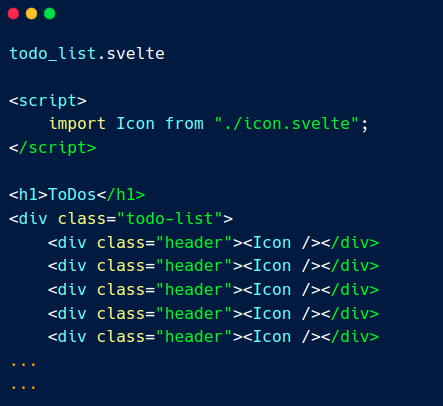 todo_list.svelte
<script>
import Icon from "./icon.svelte";
</script>
<h1>ToDos</h1>
<div class="todo-list">
<div class="header"><Icon /></div>
<div class="header"><Icon /></div>
<div class="header"><Icon /></div>
<div class="header"><Icon /></div>
<div class="header"><Icon /></div>
...
...